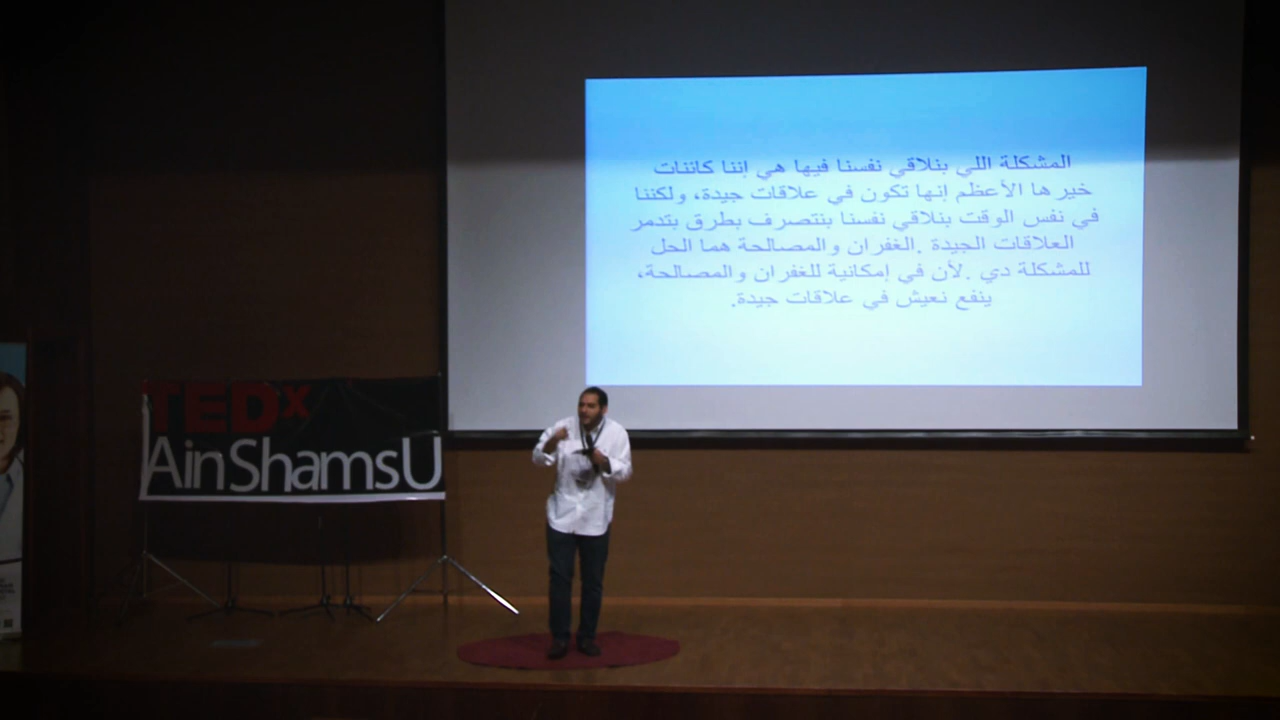 المشكلة اللي بنلاقي نفسنا فيها هي إننا كائنات
خير ها الأعظم إنها تكون في علاقات جيدة، ولكننا
في نفس الوقت بنلاقي نفسنا بنتصرف بطرق بتدمر
العلاقات الجيدة .الغفران والمصالحة هما الحل
للمشكلة دي .لأن في إمكانية للغفران والمصالحة،
ينفع نعيش في علاقات جيدة.
TEDx
AinShamsU